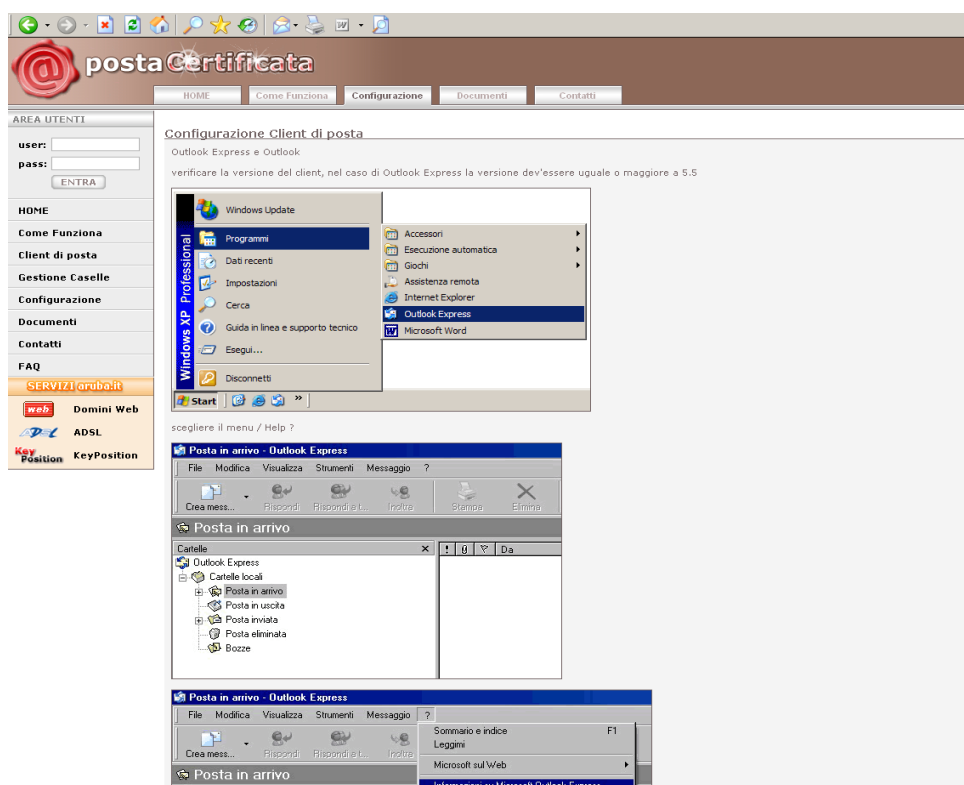 postaCertificata
HOME
Come Funziona
Configurazione
Documenti
Contatti
AREA UTENTI
user:
pass:
ENTRA
HOME
Come Funziona
Client di posta
Gestione Caselle
Configurazione
Documenti
Contatti
FAQ
SERVIZI aruba.it
web Domini Web
ADSL
Key Position KeyPosition
Configurazione Client di posta
Outlook Express e Outlook
verificare la versione del client, nel caso di Outlook Express la versione dev'essere uguale o maggiore a 5.5
Windows XP Professional
Windows Update
Programmi
Dati recenti
Impostazioni
Cerca
Guida in linea e supporto tecnico
Esegui...
Disconnetti
Start
Accessori
Esecuzione automatica
Giochi
Assistenza remota
Internet Explorer
Outlook Express
Microsoft Word
scegliere il menu / Help ?
Posta in arrivo - Outlook Express
File Modifica Visualizza Strumenti Messaggio ?
Crea mess... Rispondi Rispondi a t... Inoltra Stampa Elimina
Posta in arrivo
Cartelle
! Da
Outlook Express
Cartelle locali
Posta in arrivo
Posta in uscita
Posta inviata
Posta eliminata
Bozze
Posta in arrivo - Outlook Express
File Modifica Visualizza Strumenti Messaggio ?
Crea mess... Rispondi Rispondi a t... Inoltra
Posta in arrivo
Sommario e indice F1
Leggimi
Microsoft sul Web
Informazioni su Microsoft Outlook Express